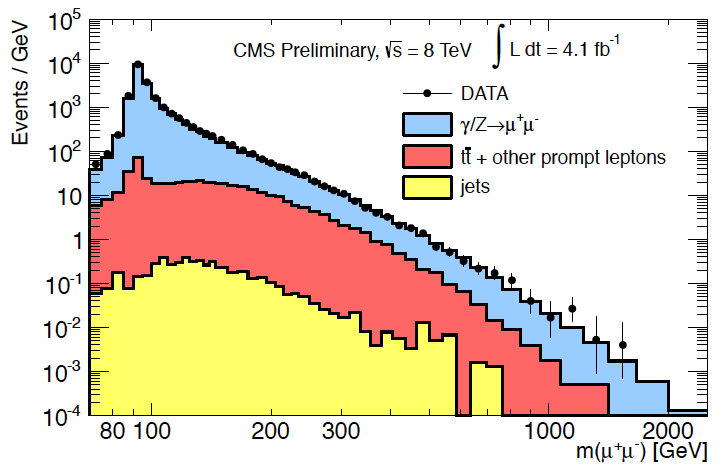 CMS Preliminary, √s = 8 TeV ∫ L dt = 4.1 fb⁻¹
DATA
γ/Z→μ⁺μ⁻
tt̄ + other prompt leptons
jets
Events / GeV
10⁵
10⁴
10³
10²
10
1
10⁻¹
10⁻²
10⁻³
10⁻⁴
80 100 200 300 1000 2000
m(μ⁺μ⁻) [GeV]